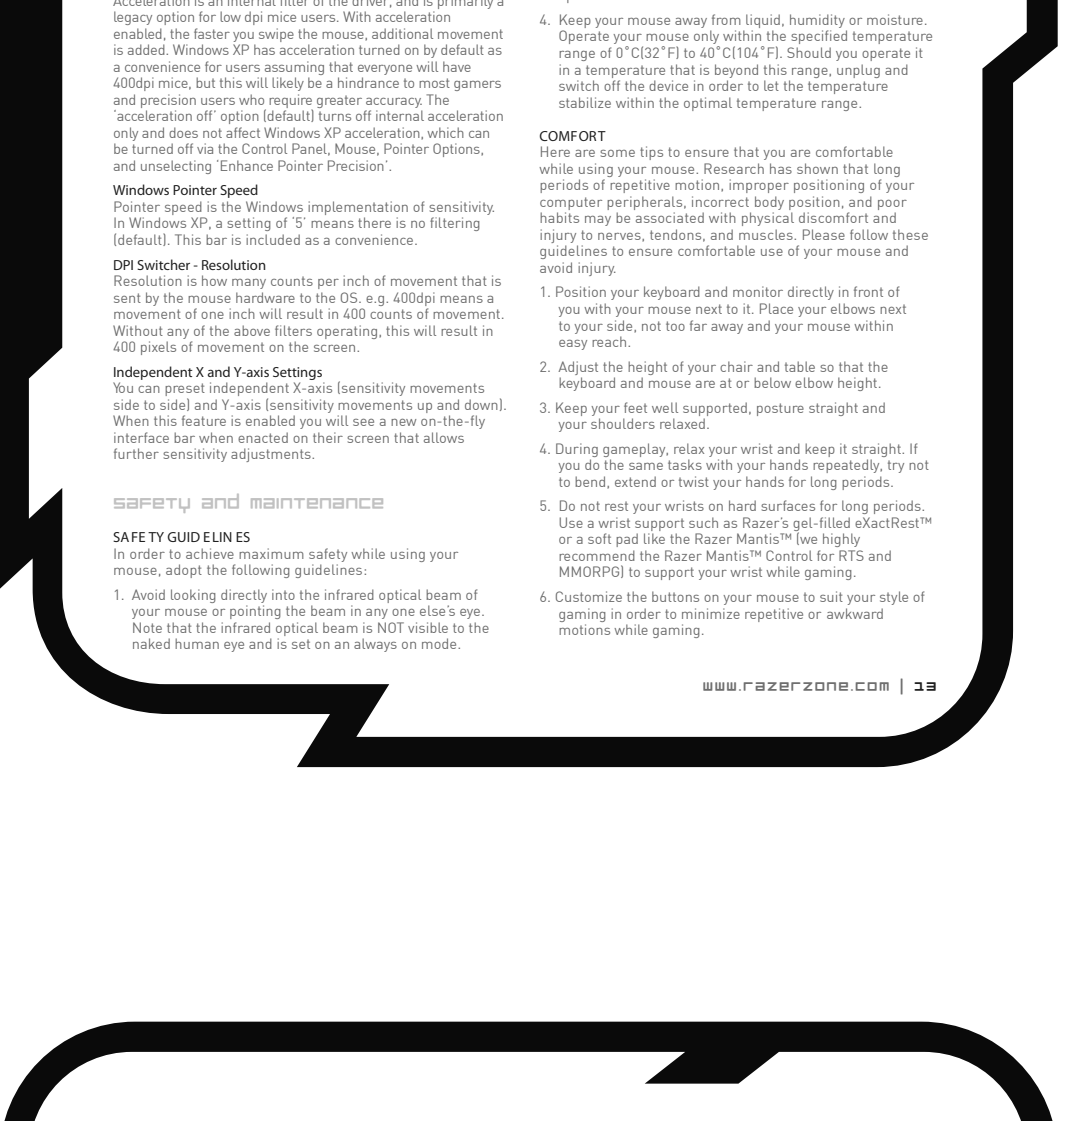 Acceleration is an internal filter of the driver, and is primarily a
legacy option for low dpi mice users. With acceleration
enabled, the faster you swipe the mouse, additional movement
is added. Windows XP has acceleration turned on by default as
a convenience for users assuming that everyone will have
400dpi mice, but this will likely be a hindrance to most gamers
and precision users who require greater accuracy. The
‘acceleration off’ option (default) turns off internal acceleration
only and does not affect Windows XP acceleration, which can
be turned off via the Control Panel, Mouse, Pointer Options,
and unselecting ‘Enhance Pointer Precision’.
Windows Pointer Speed
Pointer speed is the Windows implementation of sensitivity.
In Windows XP, a setting of ‘5’ means there is no filtering
(default). This bar is included as a convenience.
DPI Switcher - Resolution
Resolution is how many counts per inch of movement that is
sent by the mouse hardware to the OS. e.g. 400dpi means a
movement of one inch will result in 400 counts of movement.
Without any of the above filters operating, this will result in
400 pixels of movement on the screen.
Independent X and Y-axis Settings
You can preset independent X-axis (sensitivity movements
side to side) and Y-axis (sensitivity movements up and down).
When this feature is enabled you will see a new on-the-fly
interface bar when enacted on their screen that allows
further sensitivity adjustments.
safety and maintenance
SAFETY GUIDELINES
In order to achieve maximum safety while using your
mouse, adopt the following guidelines:
1. Avoid looking directly into the infrared optical beam of
your mouse or pointing the beam in any one else’s eye.
Note that the infrared optical beam is NOT visible to the
naked human eye and is set on an always on mode.
4. Keep your mouse away from liquid, humidity or moisture.
Operate your mouse only within the specified temperature
range of 0˚C(32˚F) to 40˚C(104˚F). Should you operate it
in a temperature that is beyond this range, unplug and
switch off the device in order to let the temperature
stabilize within the optimal temperature range.
COMFORT
Here are some tips to ensure that you are comfortable
while using your mouse. Research has shown that long
periods of repetitive motion, improper positioning of your
computer peripherals, incorrect body position, and poor
habits may be associated with physical discomfort and
injury to nerves, tendons, and muscles. Please follow these
guidelines to ensure comfortable use of your mouse and
avoid injury.
1. Position your keyboard and monitor directly in front of
you with your mouse next to it. Place your elbows next
to your side, not too far away and your mouse within
easy reach.
2. Adjust the height of your chair and table so that the
keyboard and mouse are at or below elbow height.
3. Keep your feet well supported, posture straight and
your shoulders relaxed.
4. During gameplay, relax your wrist and keep it straight. If
you do the same tasks with your hands repeatedly, try not
to bend, extend or twist your hands for long periods.
5. Do not rest your wrists on hard surfaces for long periods.
Use a wrist support such as Razer’s gel-filled eXactRest™
or a soft pad like the Razer Mantis™ (we highly
recommend the Razer Mantis™ Control for RTS and
MMORPG) to support your wrist while gaming.
6. Customize the buttons on your mouse to suit your style of
gaming in order to minimize repetitive or awkward
motions while gaming.
www.razerzone.com | 13